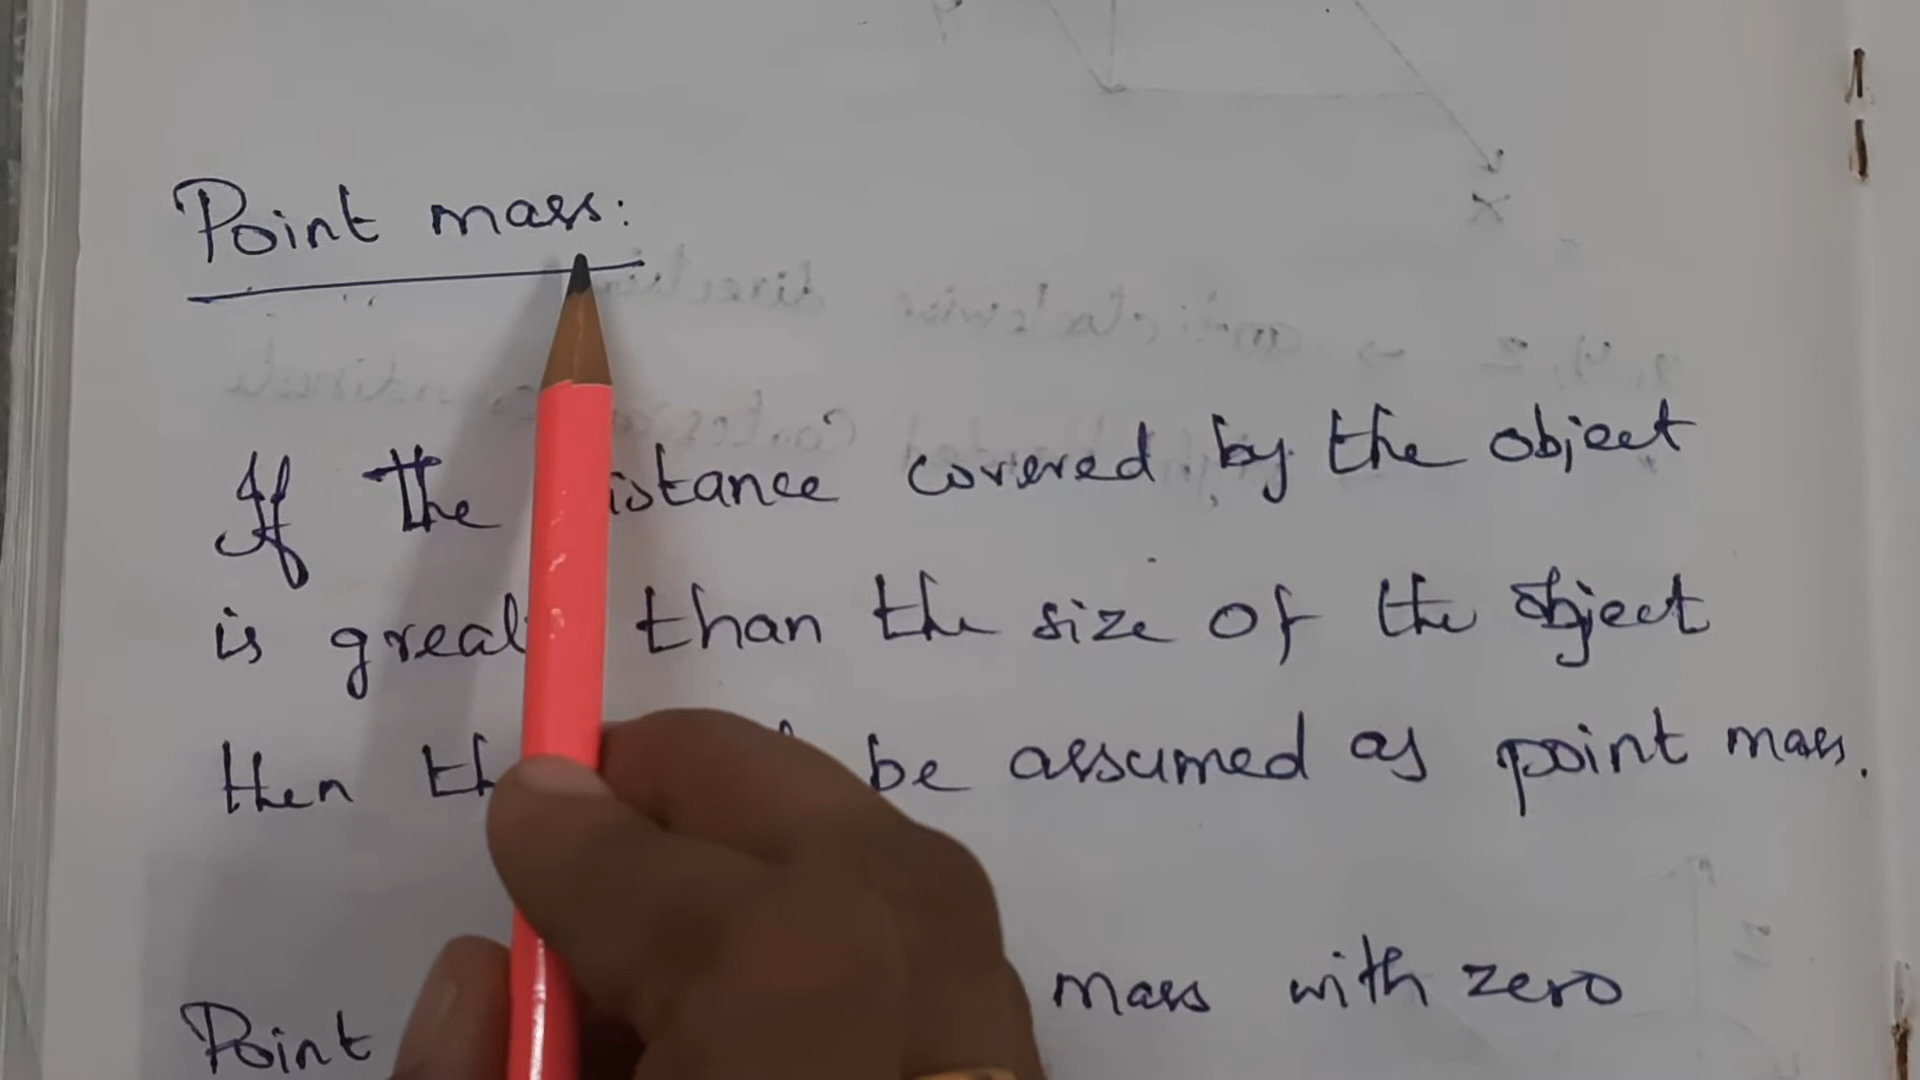 Point mass:
If the istance covered by the object
is great than the size of the object
then th be assumed as point mass.
Point mass with zero